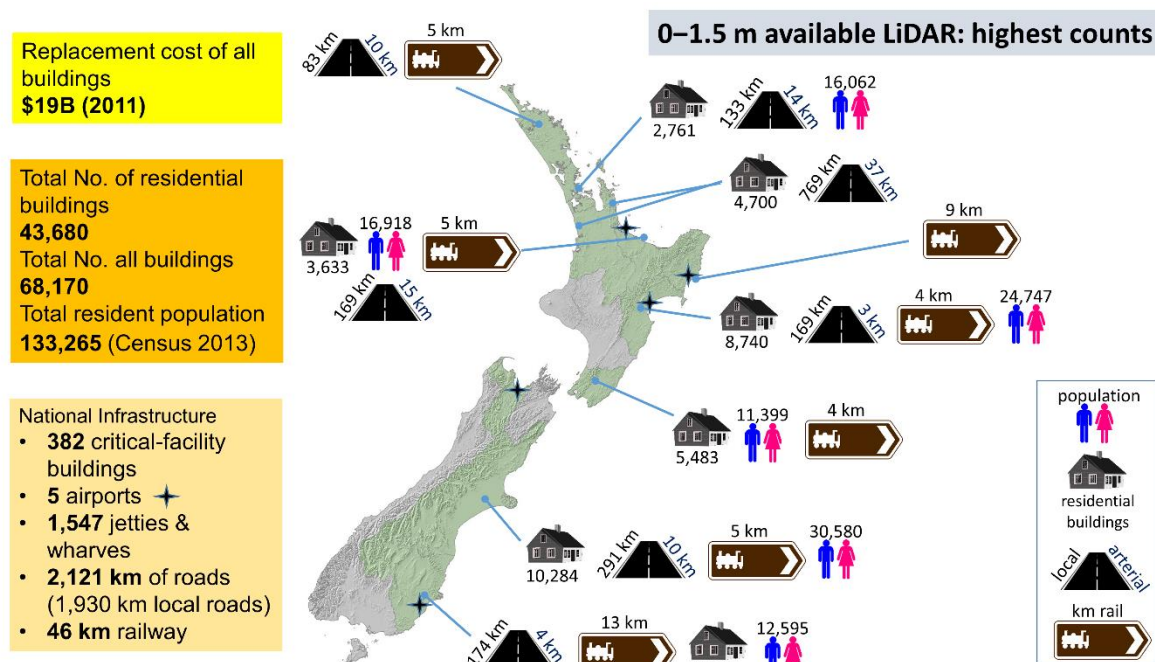 0–1.5 m available LiDAR: highest counts
Replacement cost of all
buildings
$19B (2011)
Total No. of residential
buildings
43,680
Total No. all buildings
68,170
Total resident population
133,265 (Census 2013)
National Infrastructure
• 382 critical-facility
buildings
• 5 airports
• 1,547 jetties &
wharves
• 2,121 km of roads
(1,930 km local roads)
• 46 km railway
83 km
10 km
5 km
2,761
133 km
14 km
16,062
4,700
769 km
37 km
3,633
16,918
5 km
169 km
15 km
9 km
8,740
169 km
3 km
4 km
24,747
5,483
11,399
4 km
10,284
291 km
10 km
5 km
30,580
174 km
4 km
13 km
12,595
population
residential
buildings
local
arterial
km rail